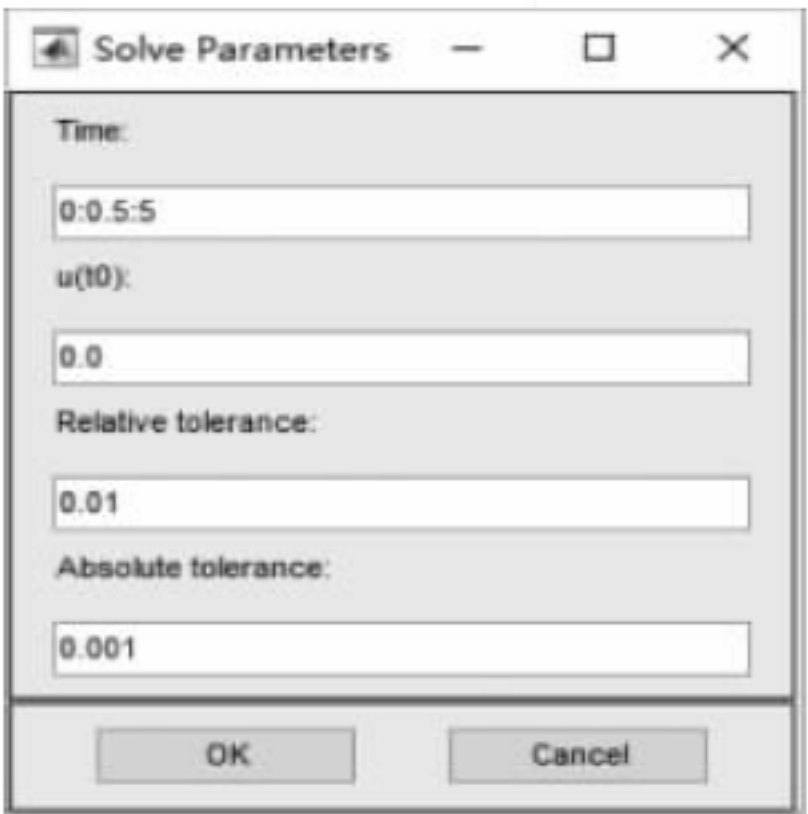 Solve Parameters
Time:
0:0.5:5
u(t0):
0.0
Relative tolerance:
0.01
Absolute tolerance:
0.001
OK Cancel